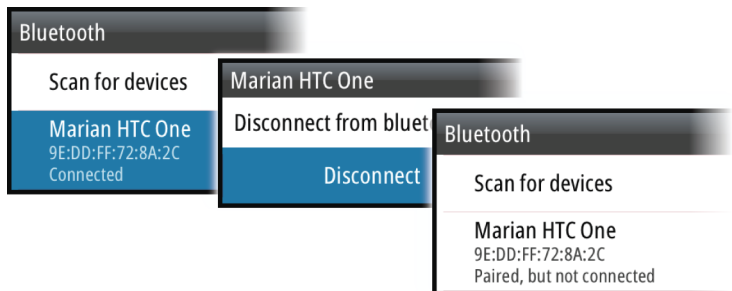 Bluetooth
Scan for devices
Marian HTC One
9E:DD:FF:72:8A:2C
Connected
Marian HTC One
Disconnect from bluet
Disconnect
Bluetooth
Scan for devices
Marian HTC One
9E:DD:FF:72:8A:2C
Paired, but not connected